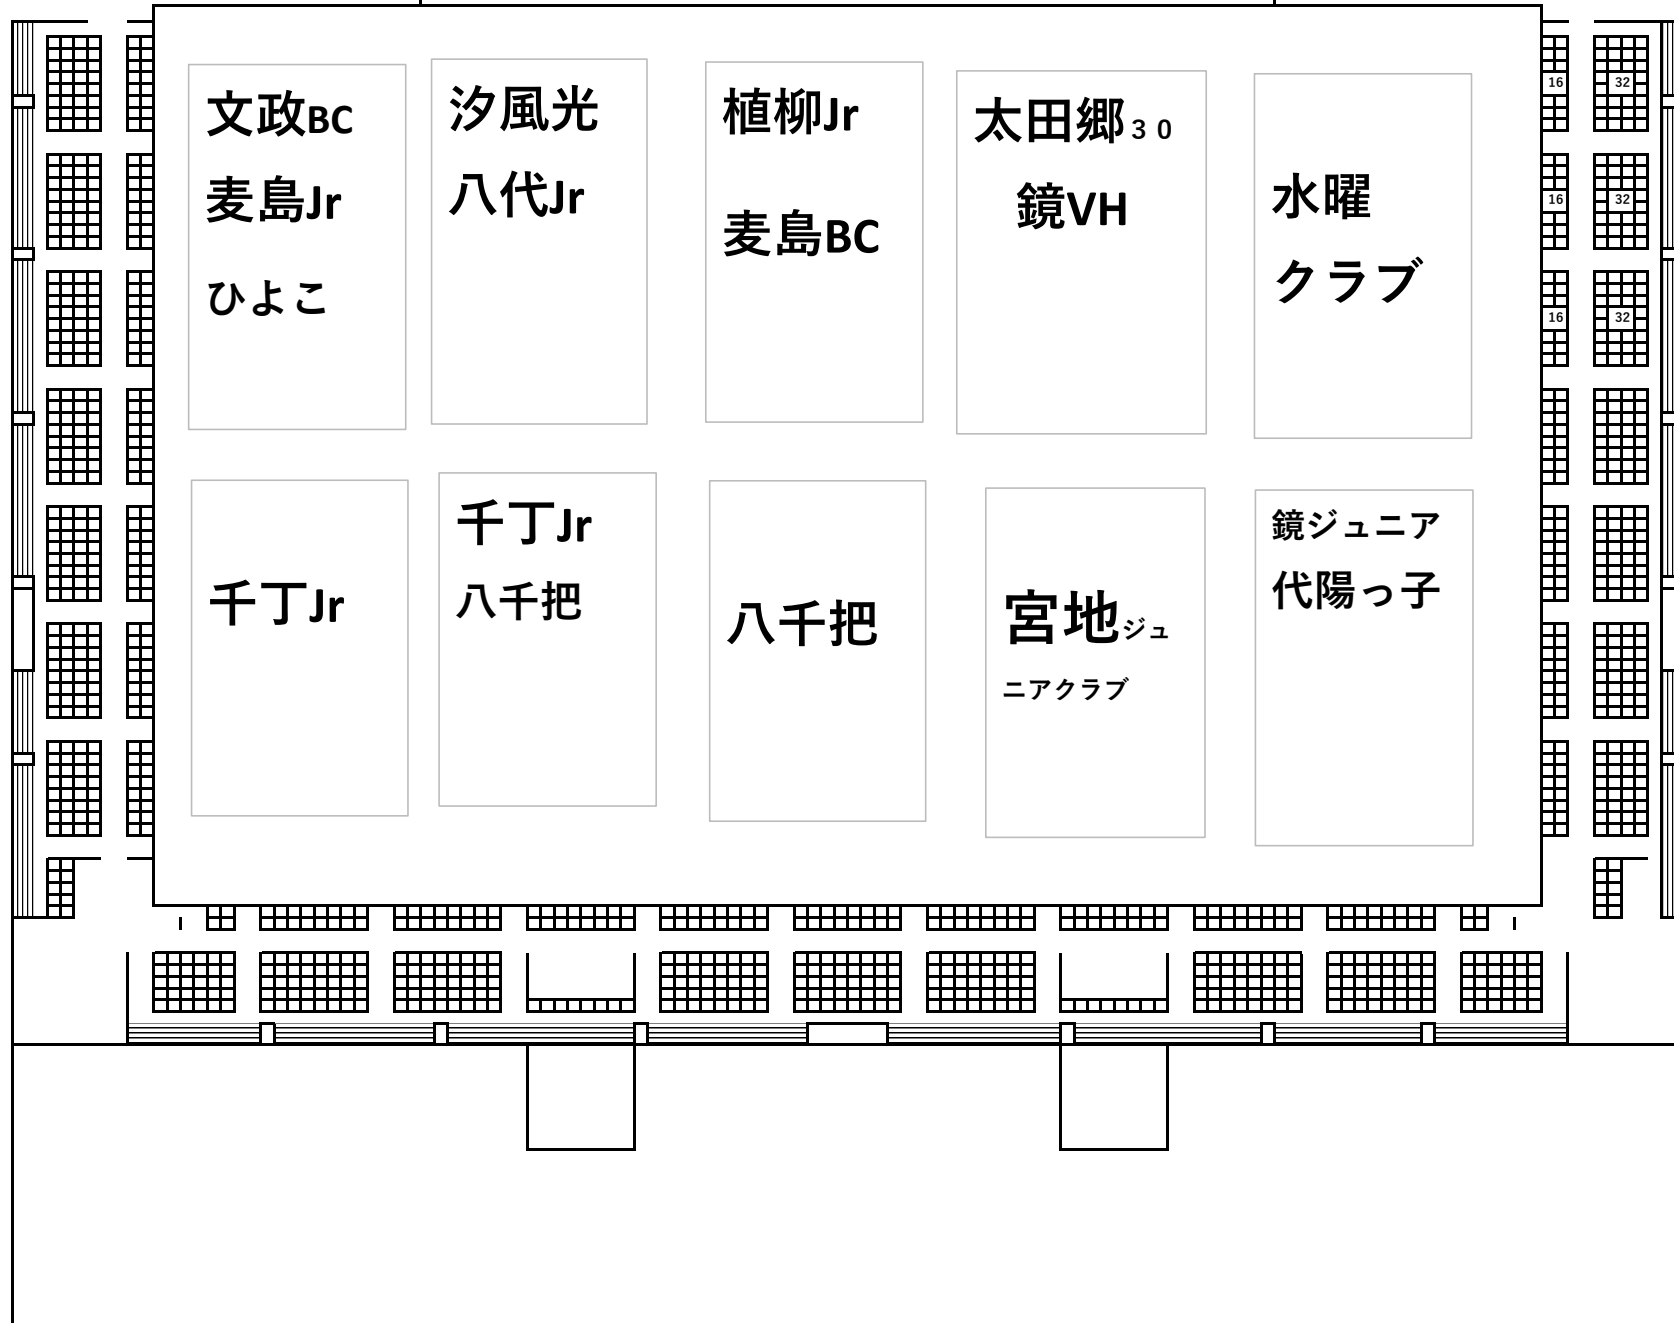 文政BC
麦島Jr
ひよこ
汐風光
八代Jr
植柳Jr
麦島BC
太田郷３０
鏡VH
水曜
クラブ
千丁Jr
千丁Jr
八千把
八千把
宮地ジュ
ニアクラブ
鏡ジュニア
代陽っ子
16
32
16
32
16
32